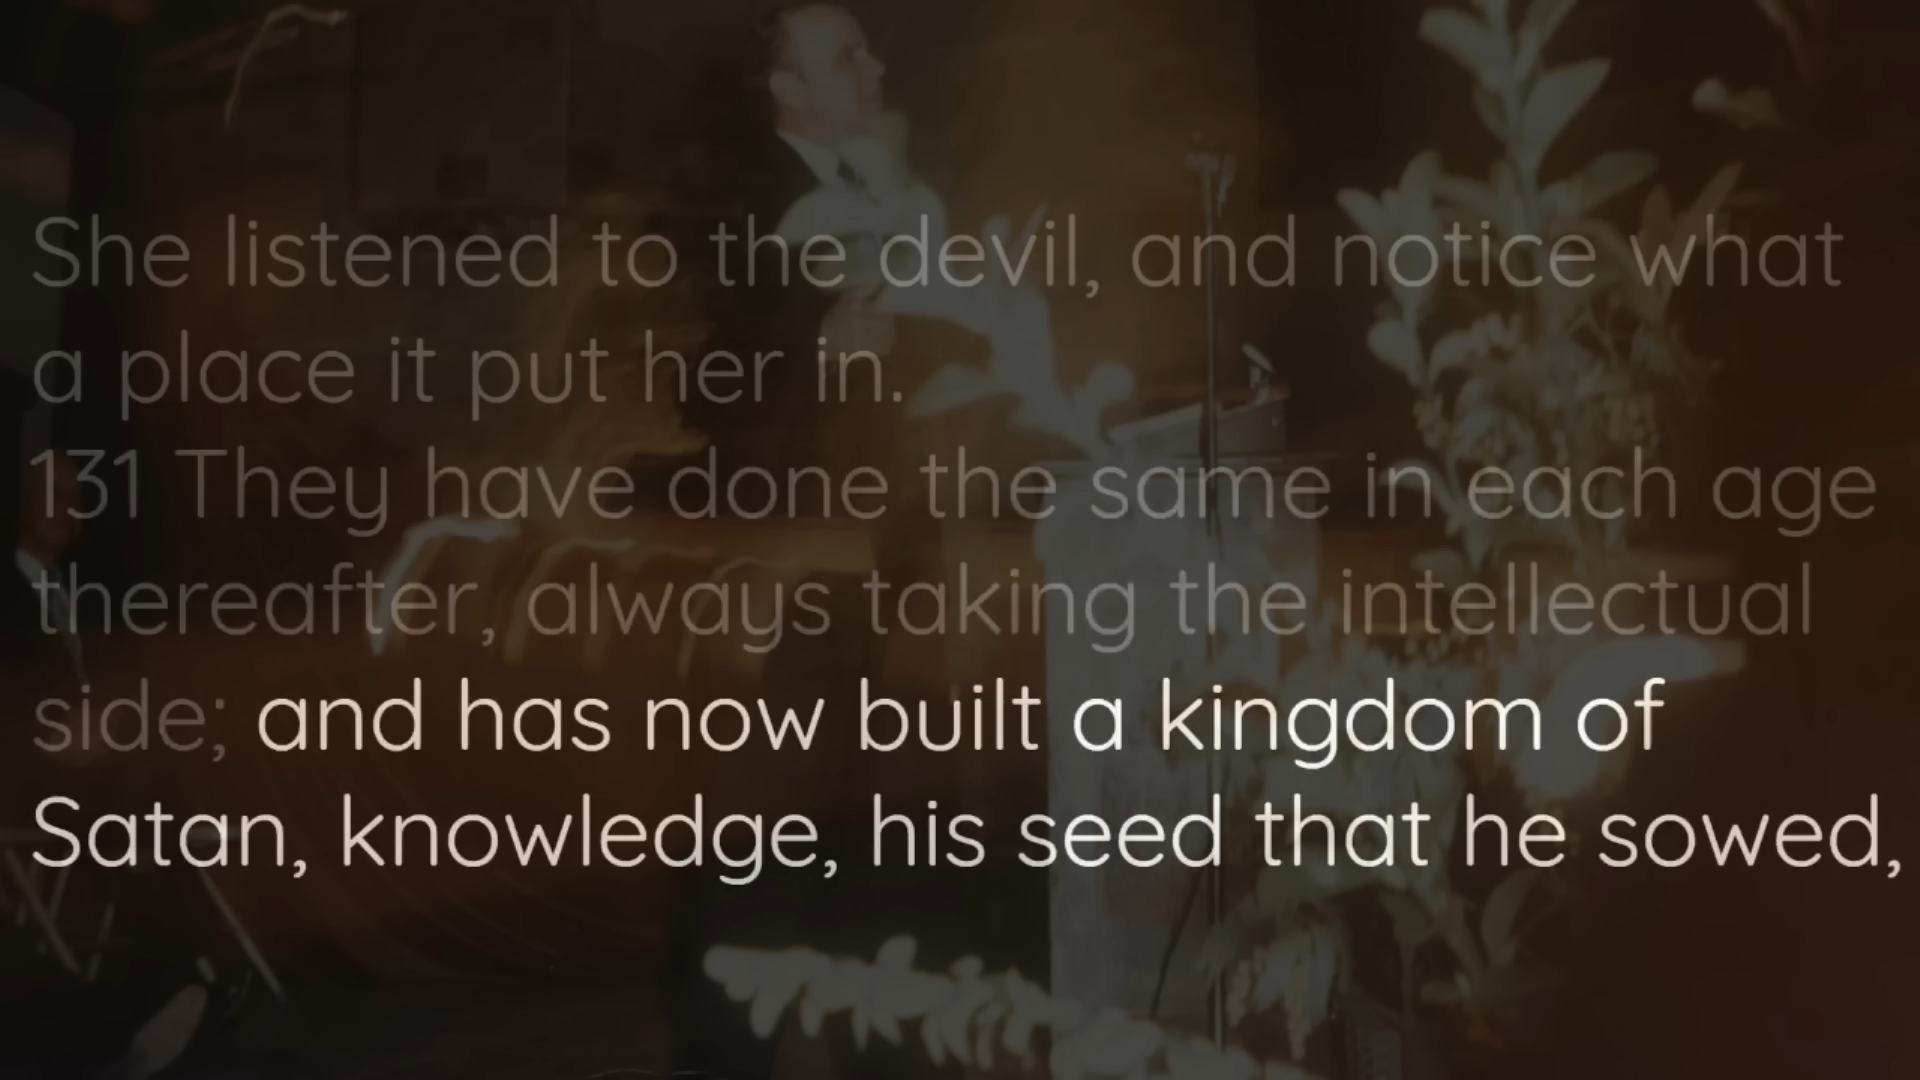 She listened to the devil, and notice what
a place it put her in.
131 They have done the same in each age
thereafter, always taking the intellectual
side; and has now built a kingdom of
Satan, knowledge, his seed that he sowed,